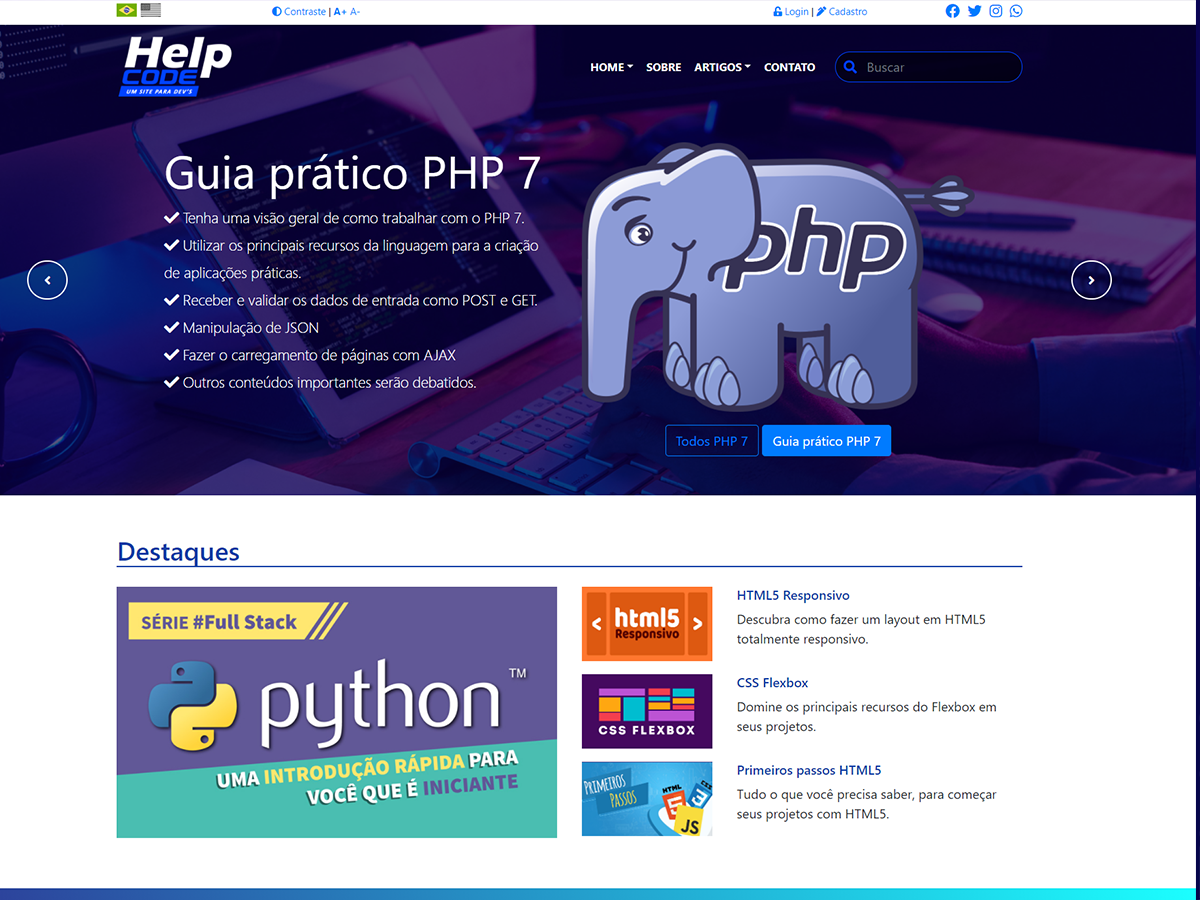 Contraste | A+ A-
Login | Cadastro
Help
CODE
UM SITE PARA DEV'S
HOME
SOBRE
ARTIGOS
CONTATO
Buscar
Guia prático PHP 7
Tenha uma visão geral de como trabalhar com o PHP 7.
Utilizar os principais recursos da linguagem para a criação
de aplicações práticas.
Receber e validar os dados de entrada como POST e GET.
Manipulação de JSON
Fazer o carregamento de páginas com AJAX
Outros conteúdos importantes serão debatidos.
php
Todos PHP 7
Guia prático PHP 7
Destaques
SÉRIE #Full Stack
python™
UMA INTRODUÇÃO RÁPIDA PARA
VOCÊ QUE É INICIANTE
< html5 >
Responsivo
HTML5 Responsivo
Descubra como fazer um layout em HTML5
totalmente responsivo.
CSS FLEXBOX
CSS Flexbox
Domine os principais recursos do Flexbox em
seus projetos.
PRIMEIROS
PASSOS
HTML
5
CSS
3
JS
Primeiros passos HTML5
Tudo o que você precisa saber, para começar
seus projetos com HTML5.